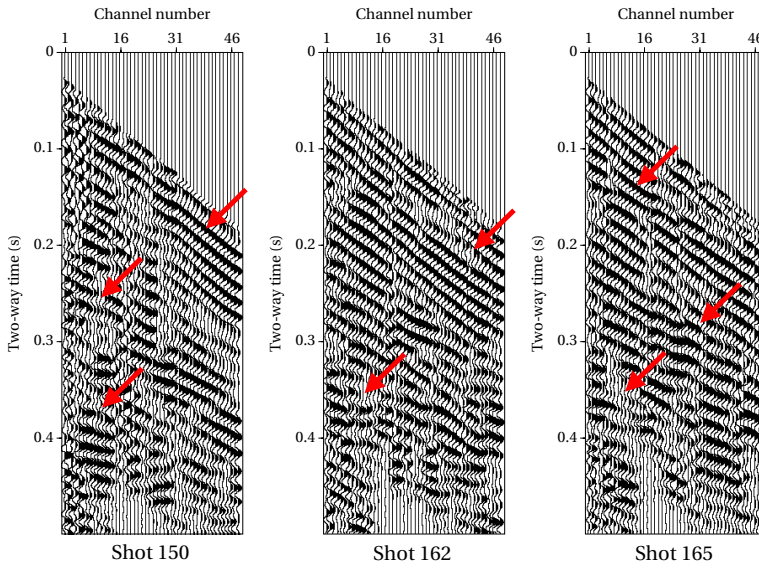 Channel number Channel number Channel number
1 16 31 46 1 16 31 46 1 16 31 46
0 0 0
0.1 0.1 0.1
0.2 0.2 0.2
Two-way time (s) Two-way time (s) Two-way time (s)
0.3 0.3 0.3
0.4 0.4 0.4
Shot 150 Shot 162 Shot 165